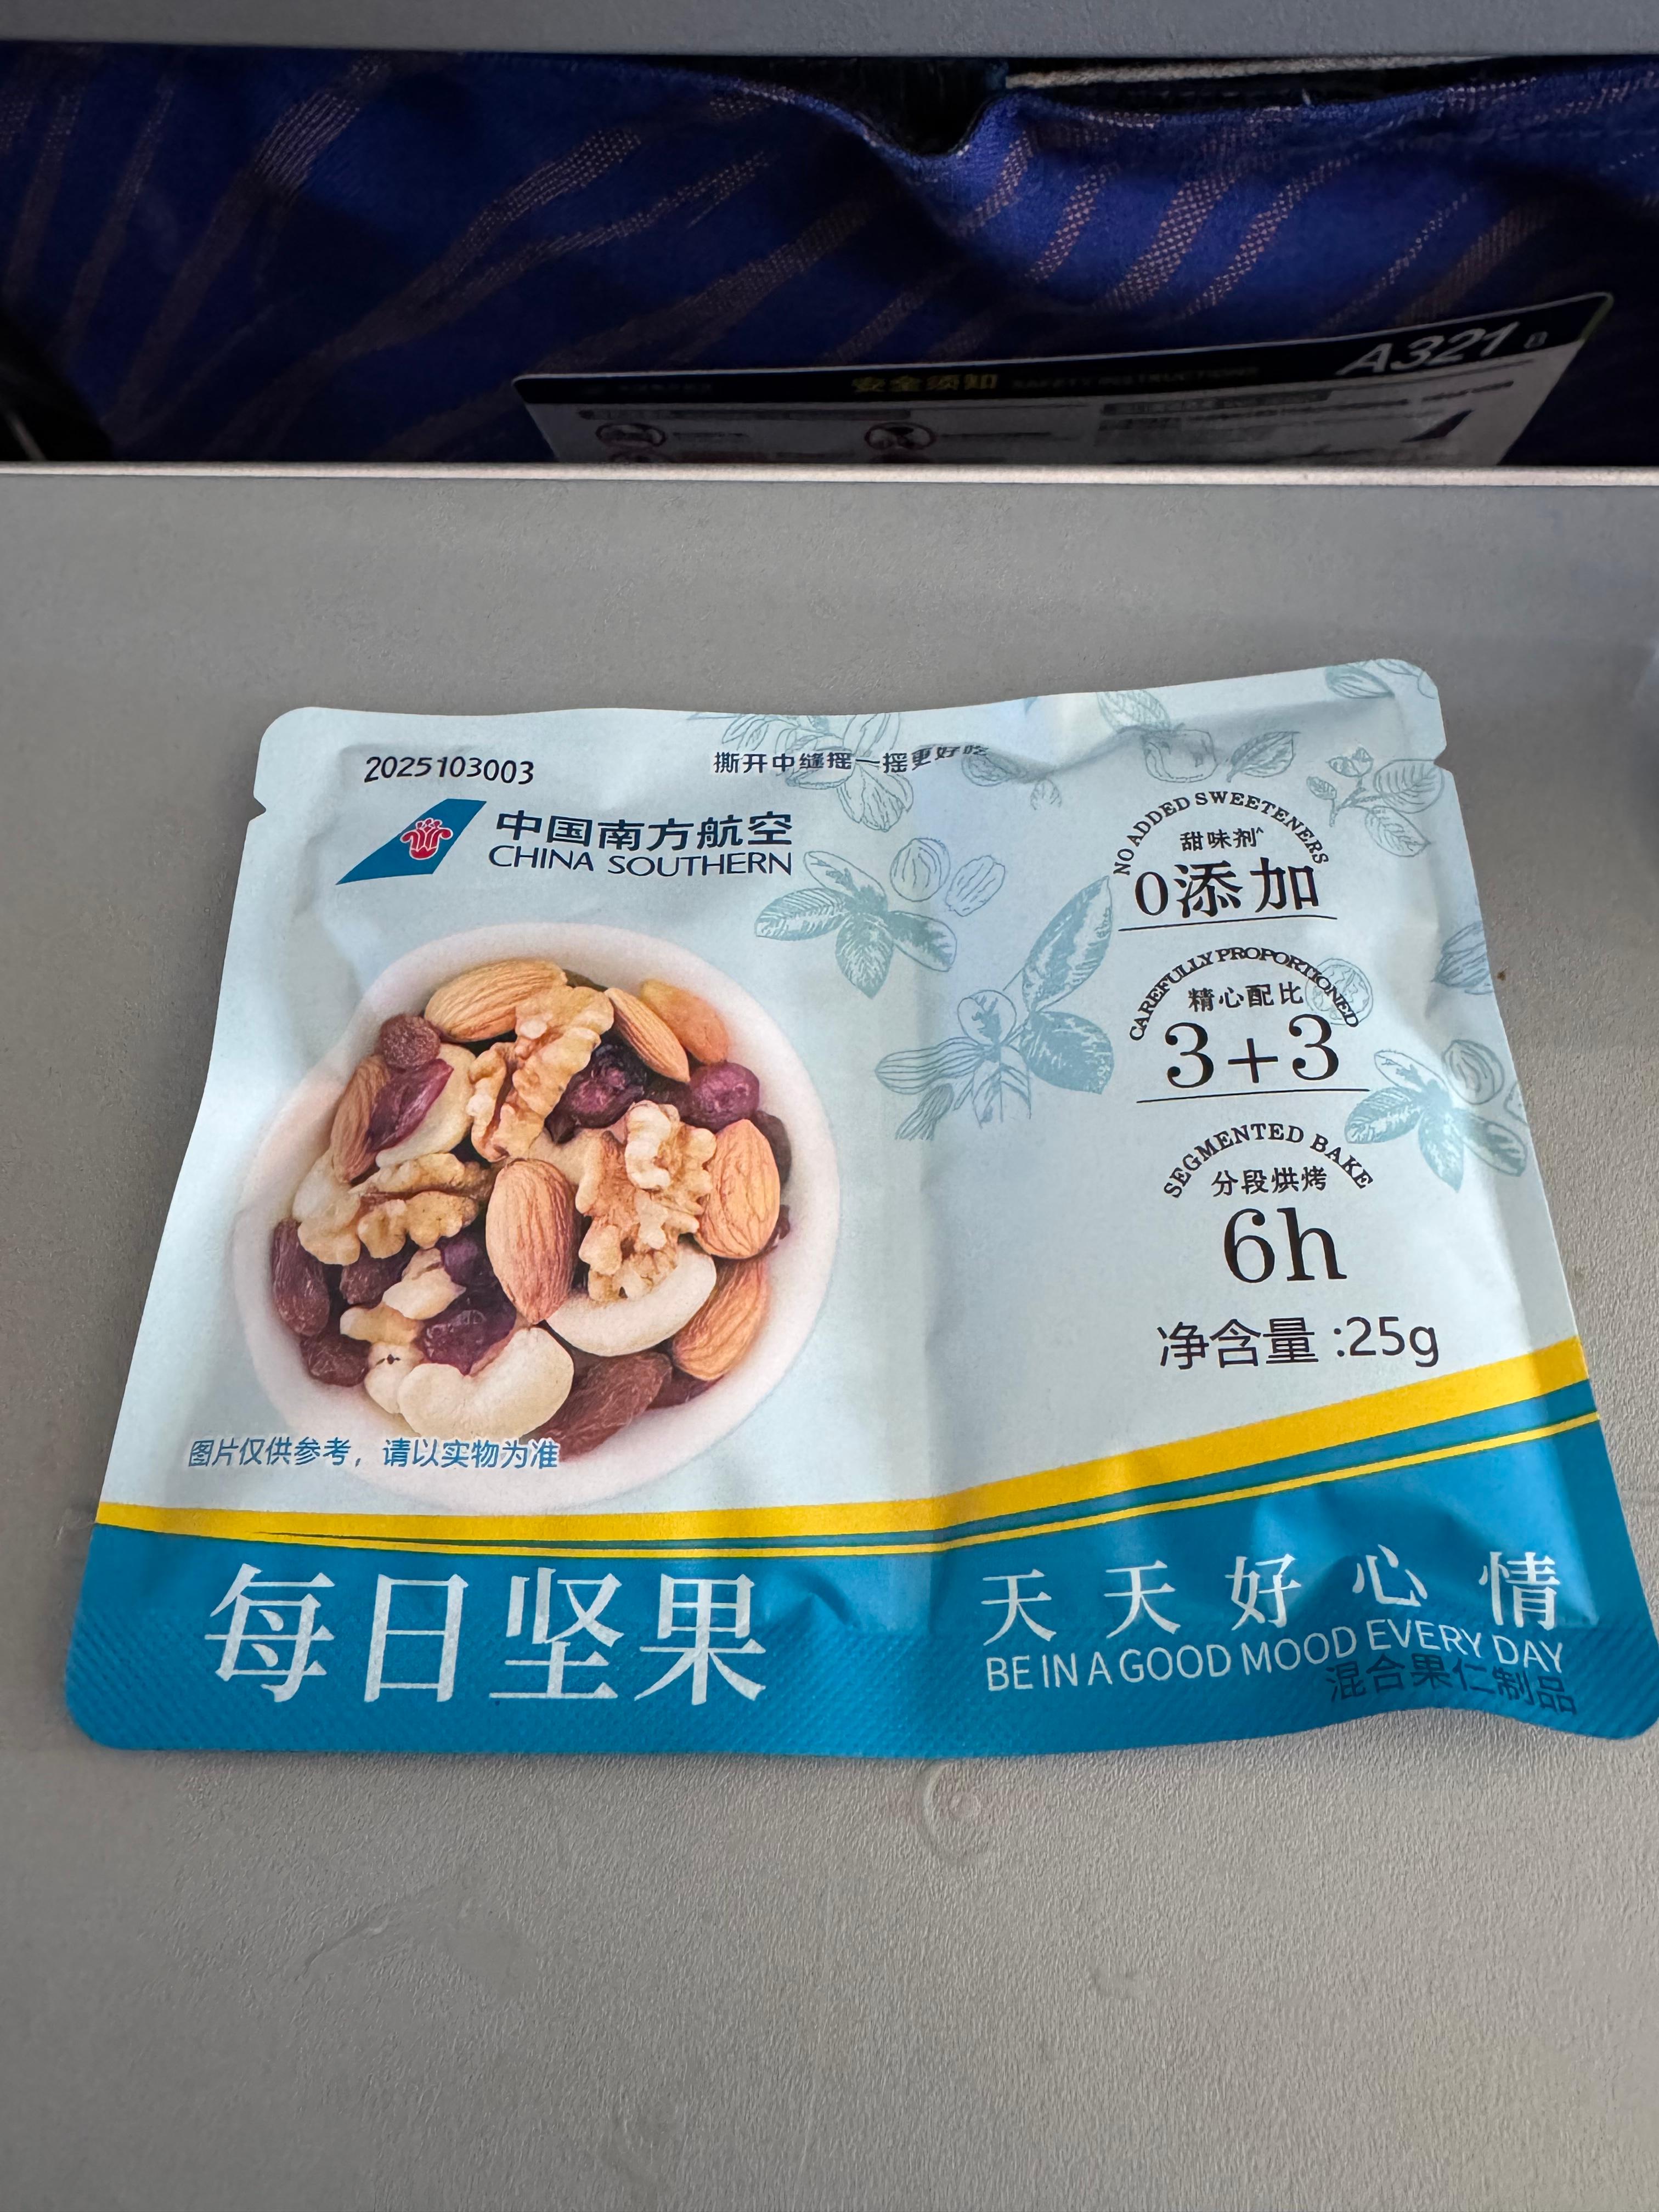 A321
安全须知 SAFETY INSTRUCTIONS
2025103003
撕开中缝摇一摇更好吃
中国南方航空
CHINA SOUTHERN
NO ADDED SWEETENERS
甜味剂^
0添加
CAREFULLY PROPORTIONED
精心配比
3+3
SEGMENTED BAKE
分段烘烤
6h
净含量:25g
图片仅供参考，请以实物为准
每日坚果
天天好心情
BE IN A GOOD MOOD EVERY DAY
混合果仁制品